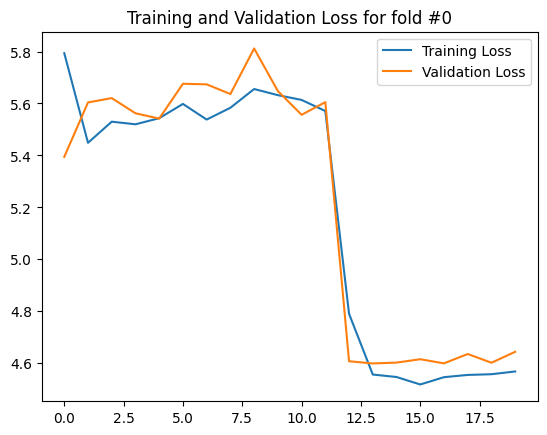 Training and Validation Loss for fold #0
Training Loss
Validation Loss
5.8
5.6
5.4
5.2
5.0
4.8
4.6
0.0 2.5 5.0 7.5 10.0 12.5 15.0 17.5